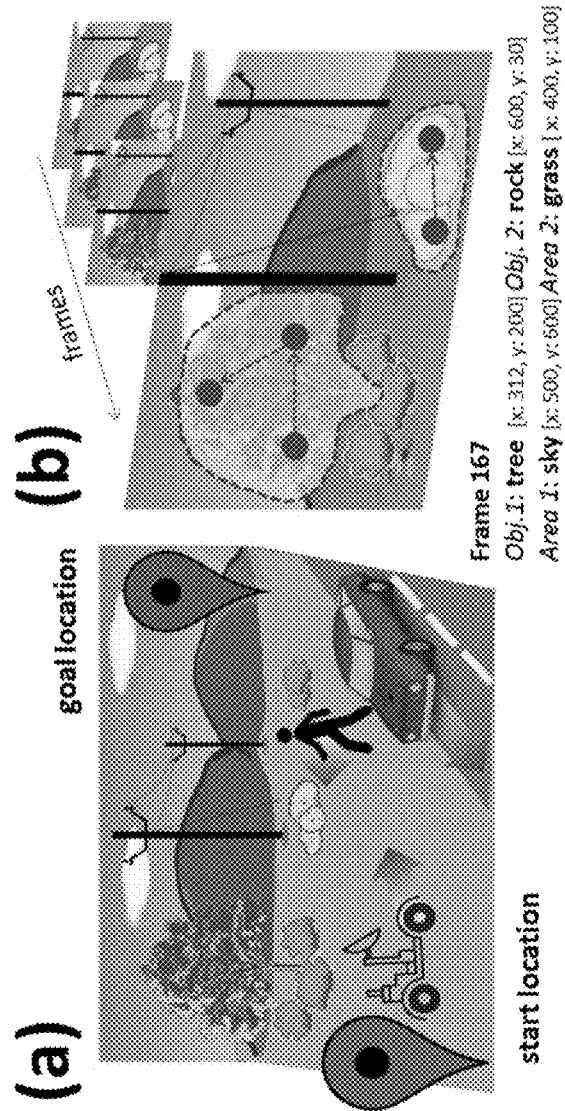 (a)
goal location
start location
(b)
frames
Frame 167
Obj.1: tree [x: 312, y: 200] Obj. 2: rock [x: 600, y: 30]
Area 1: sky [x: 500, y: 600] Area 2: grass [x: 400, y: 100]